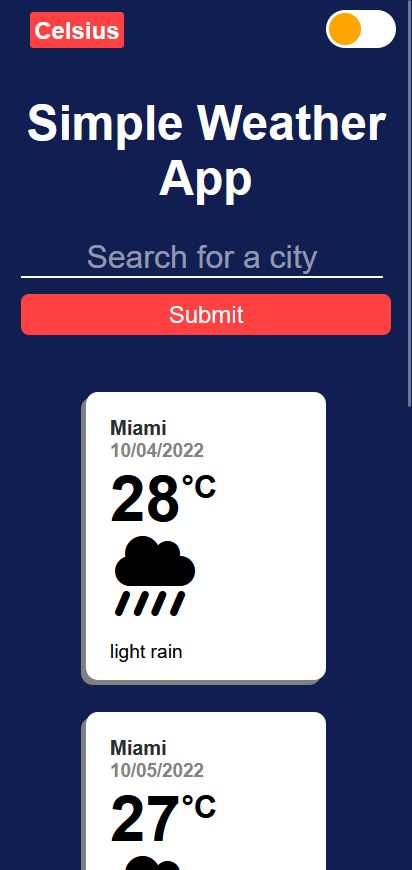 Celsius
Simple Weather
App
Search for a city
Submit
Miami
10/04/2022
28°C
light rain
Miami
10/05/2022
27°C